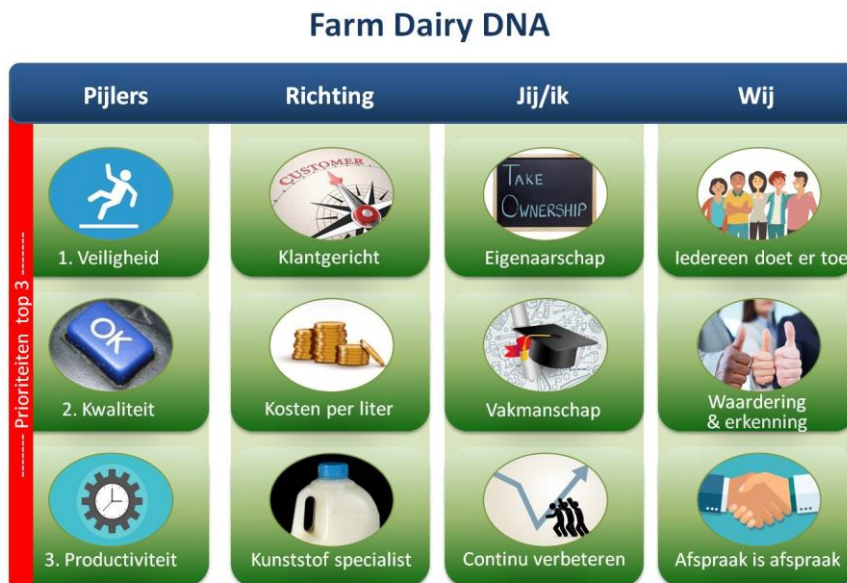 Farm Dairy DNA
Pijlers
Richting
Jij/ik
Wij
------- Prioriteiten top 3 -------
1. Veiligheid
CUSTOMER
Klantgericht
TAKE
OWNERSHIP
Eigenaarschap
Iedereen doet er toe
OK
2. Kwaliteit
Kosten per liter
Vakmanschap
Waardering
& erkenning
3. Productiviteit
Kunststof specialist
Continu verbeteren
Afspraak is afspraak